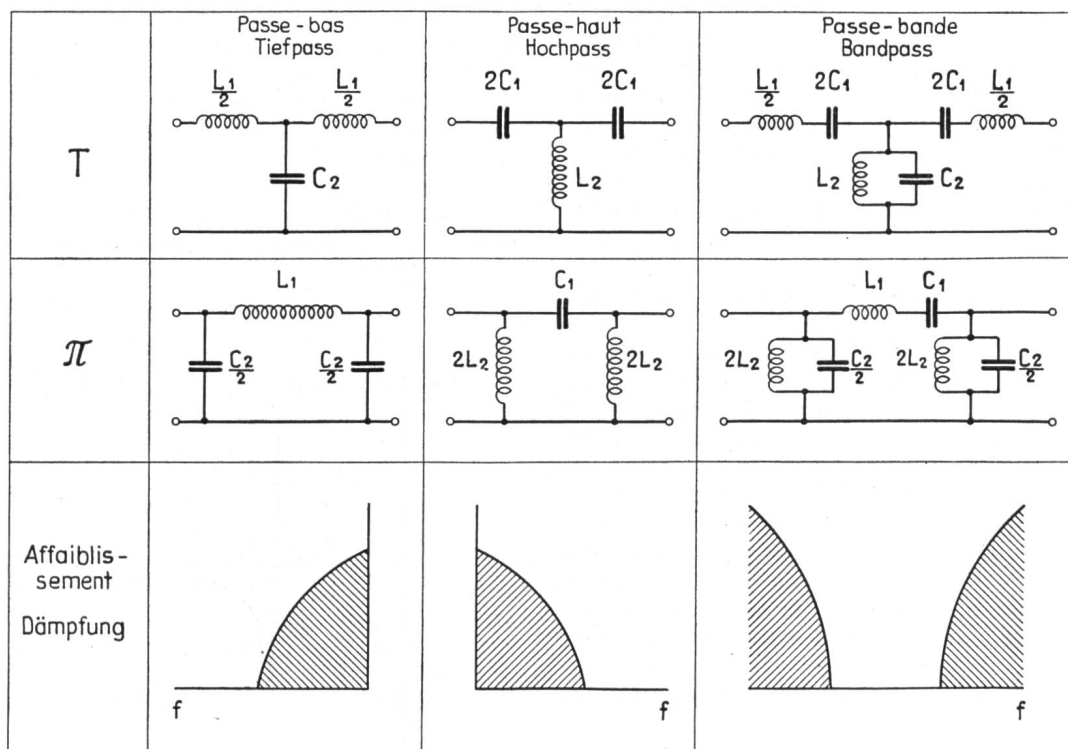 Passe-bas
Tiefpass
Passe-haut
Hochpass
Passe-bande
Bandpass
T
L1/2
L1/2
C2
2C1
2C1
L2
L1/2
2C1
2C1
L1/2
L2
C2
π
L1
C2/2
C2/2
C1
2L2
2L2
L1
C1
2L2
C2/2
2L2
C2/2
Affaiblis-
sement
Dämpfung
f
f
f